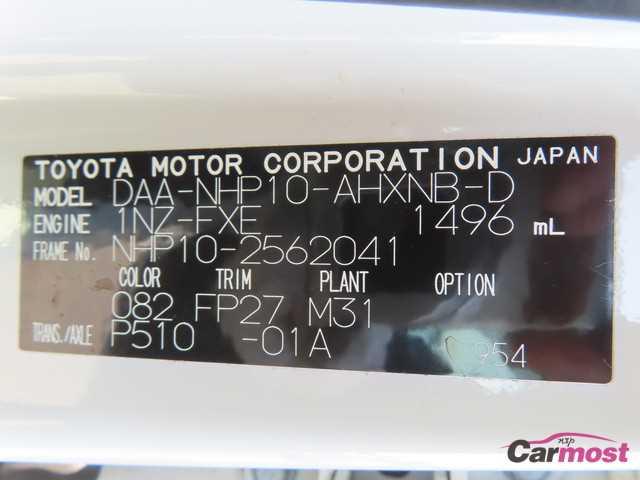 TOYOTA MOTOR CORPORATION JAPAN
MODEL DAA-NHP10-AHXNB-D
ENGINE 1NZ-FXE 1496 mL
FRAME No. NHP10-2562041
COLOR TRIM PLANT OPTION
082 FP27 M31
TRANS./AXLE P510 -01A
954
nxp
Carmost